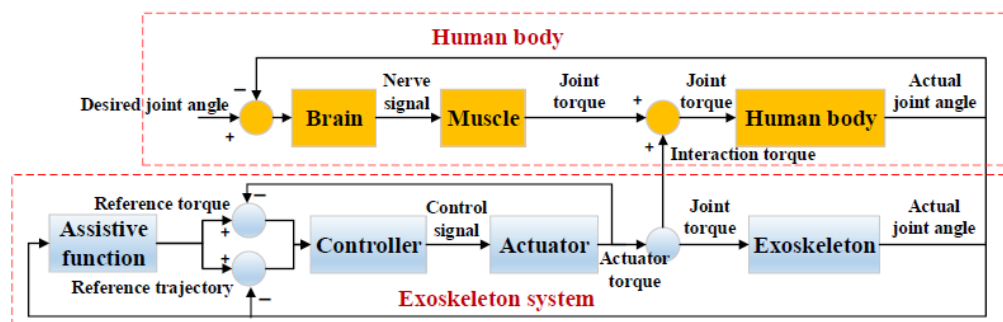 Human body
Nerve
signal
Joint
torque
Joint
torque
Actual
joint angle
−
Desired joint angle
+
Brain
Muscle
+
Human body
+
Interaction torque
Reference torque
−
+
Assistive
function
Control
signal
Joint
torque
Actual
joint angle
Controller
Actuator
Exoskeleton
+
Actuator
torque
Reference trajectory
−
Exoskeleton system